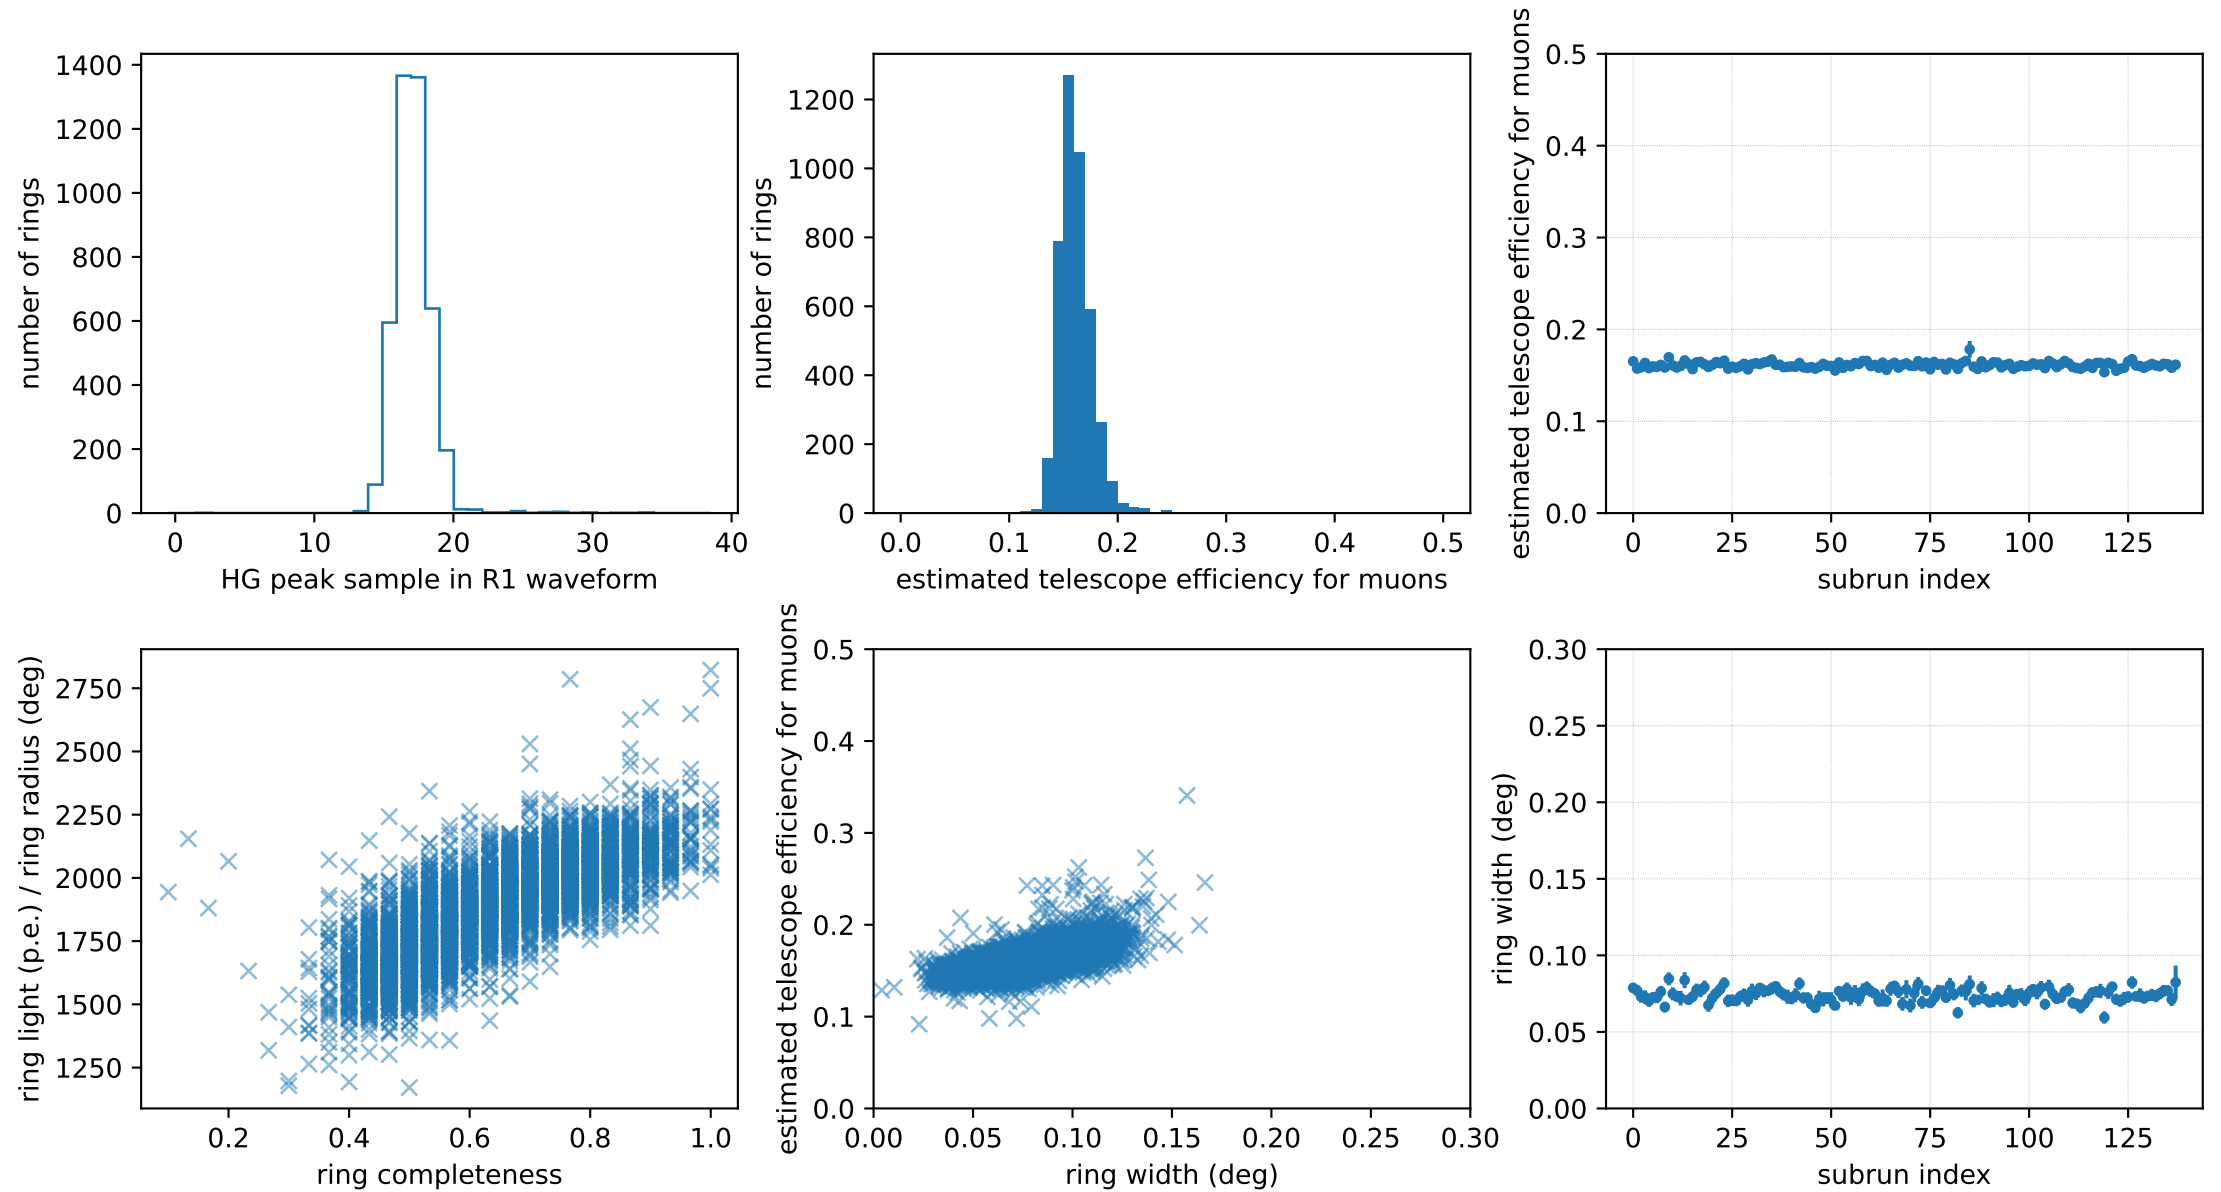 1400
1200
1000
800
600
400
200
0
0 10 20 30 40
HG peak sample in R1 waveform
number of rings
1200
1000
800
600
400
200
0
0.0 0.1 0.2 0.3 0.4 0.5
estimated telescope efficiency for muons
number of rings
0.5
0.4
0.3
0.2
0.1
0.0
0 25 50 75 100 125
subrun index
estimated telescope efficiency for muons
2750
2500
2250
2000
1750
1500
1250
0.2 0.4 0.6 0.8 1.0
ring completeness
ring light (p.e.) / ring radius (deg)
0.5
0.4
0.3
0.2
0.1
0.0
0.00 0.05 0.10 0.15 0.20 0.25 0.30
ring width (deg)
estimated telescope efficiency for muons
0.30
0.25
0.20
0.15
0.10
0.05
0.00
0 25 50 75 100 125
subrun index
ring width (deg)